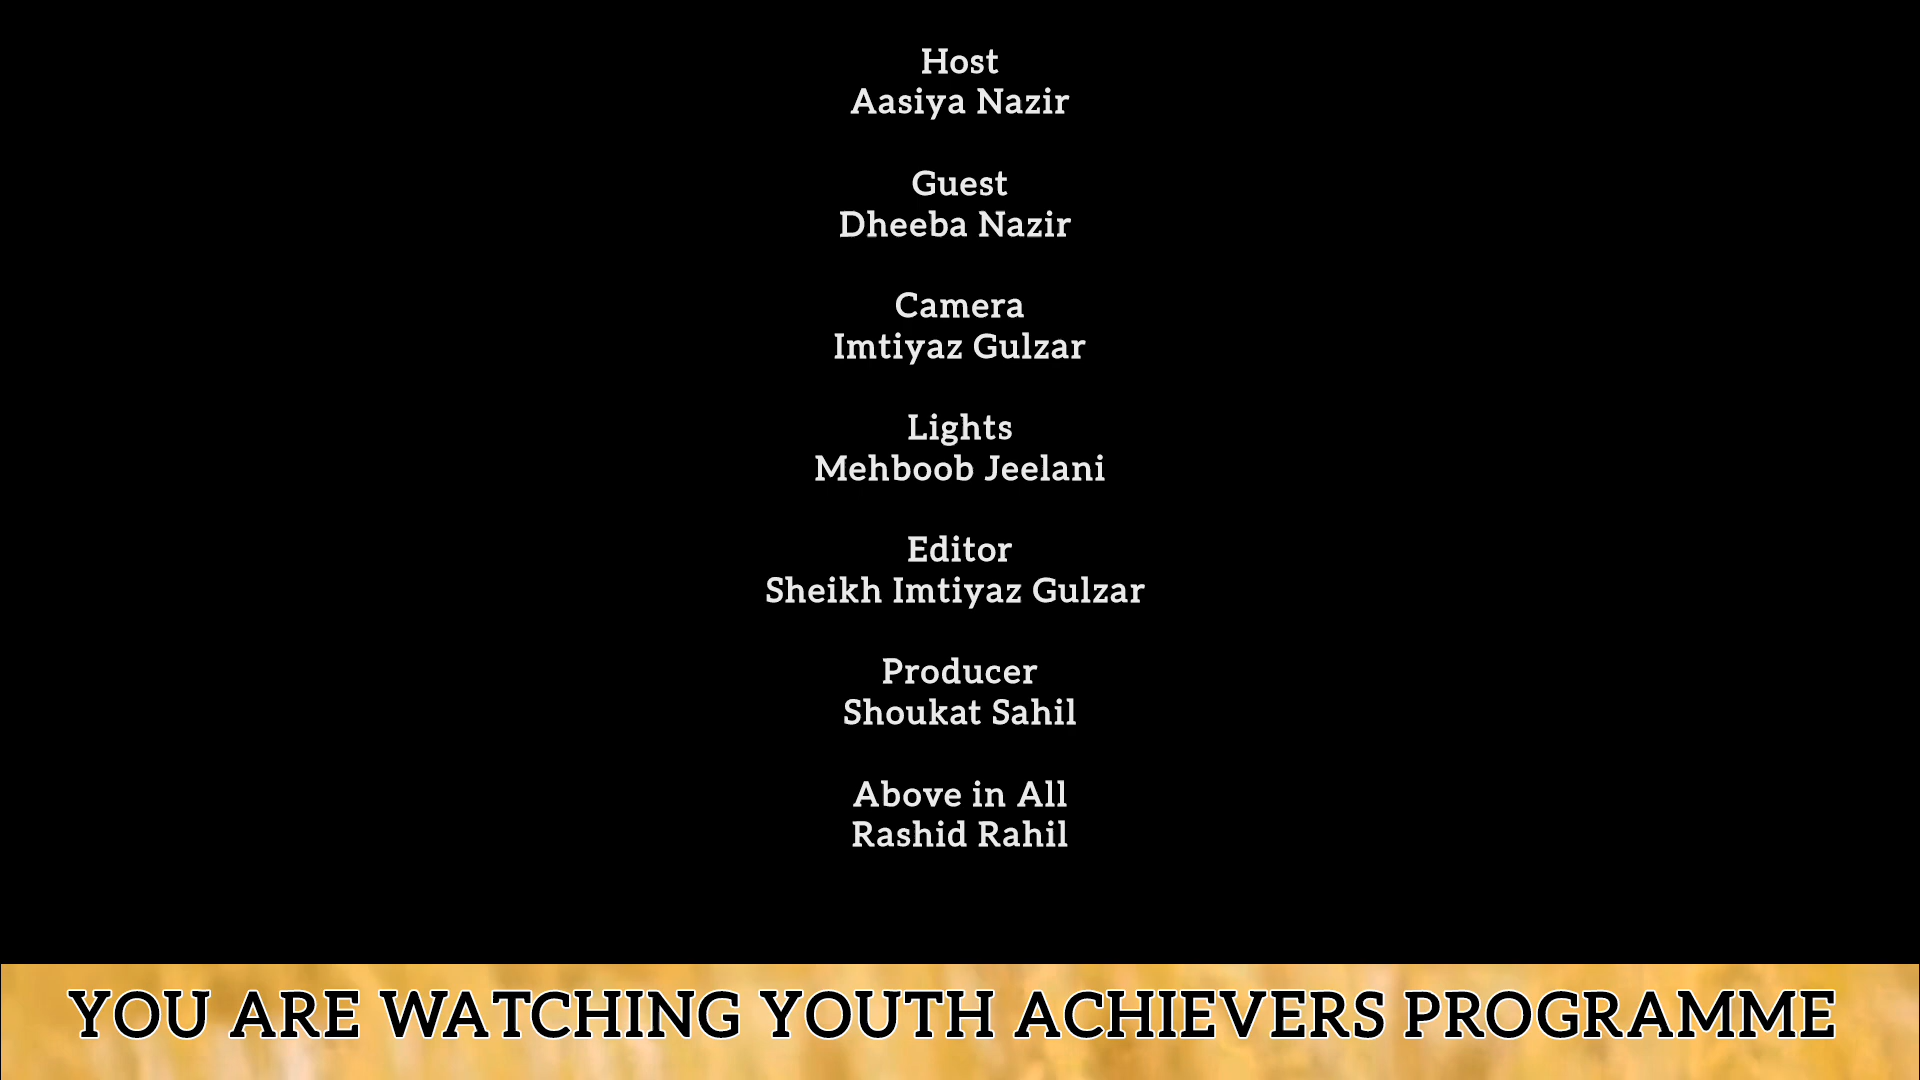 Host
Aasiya Nazir
Guest
Dheeba Nazir
Camera
Imtiyaz Gulzar
Lights
Mehboob Jeelani
Editor
Sheikh Imtiyaz Gulzar
Producer
Shoukat Sahil
Above in All
Rashid Rahil
YOU ARE WATCHING YOUTH ACHIEVERS PROGRAMME